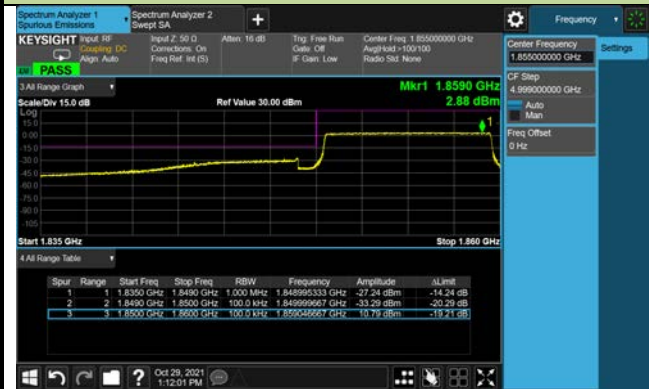 Spectrum Analyzer 1
Spurious Emissions
Spectrum Analyzer 2
Swept SA
Frequency
KEYSIGHT
Input: RF
Coupling: DC
Align: Auto
Input Z: 50 Ω
Corrections: On
Freq Ref: Int (S)
Atten: 16 dB
Trig: Free Run
Gate: Off
IF Gain: Low
Center Freq: 1.855000000 GHz
Avg|Hold:>100/100
Radio Std: None
PASS
Center Frequency
1.855000000 GHz
Settings
CF Step
4.999000000 GHz
Auto
Man
Freq Offset
0 Hz
3 All Range Graph
Mkr1 1.8590 GHz
2.88 dBm
Scale/Div 15.0 dB
Ref Value 30.00 dBm
Log
15.0
0.00
-15.0
-30.0
-45.0
-60.0
-75.0
-90.0
-105
1
Start 1.835 GHz
Stop 1.860 GHz
4 All Range Table
Spur Range Start Freq Stop Freq RBW Frequency Amplitude ΔLimit
1 1 1.8350 GHz 1.8490 GHz 1.000 MHz 1.848995333 GHz -27.24 dBm -14.24 dB
2 2 1.8490 GHz 1.8500 GHz 100.0 kHz 1.849999667 GHz -33.29 dBm -20.29 dB
3 3 1.8500 GHz 1.8600 GHz 100.0 kHz 1.859046667 GHz 10.79 dBm -19.21 dB
Oct 29, 2021
1:12:01 PM